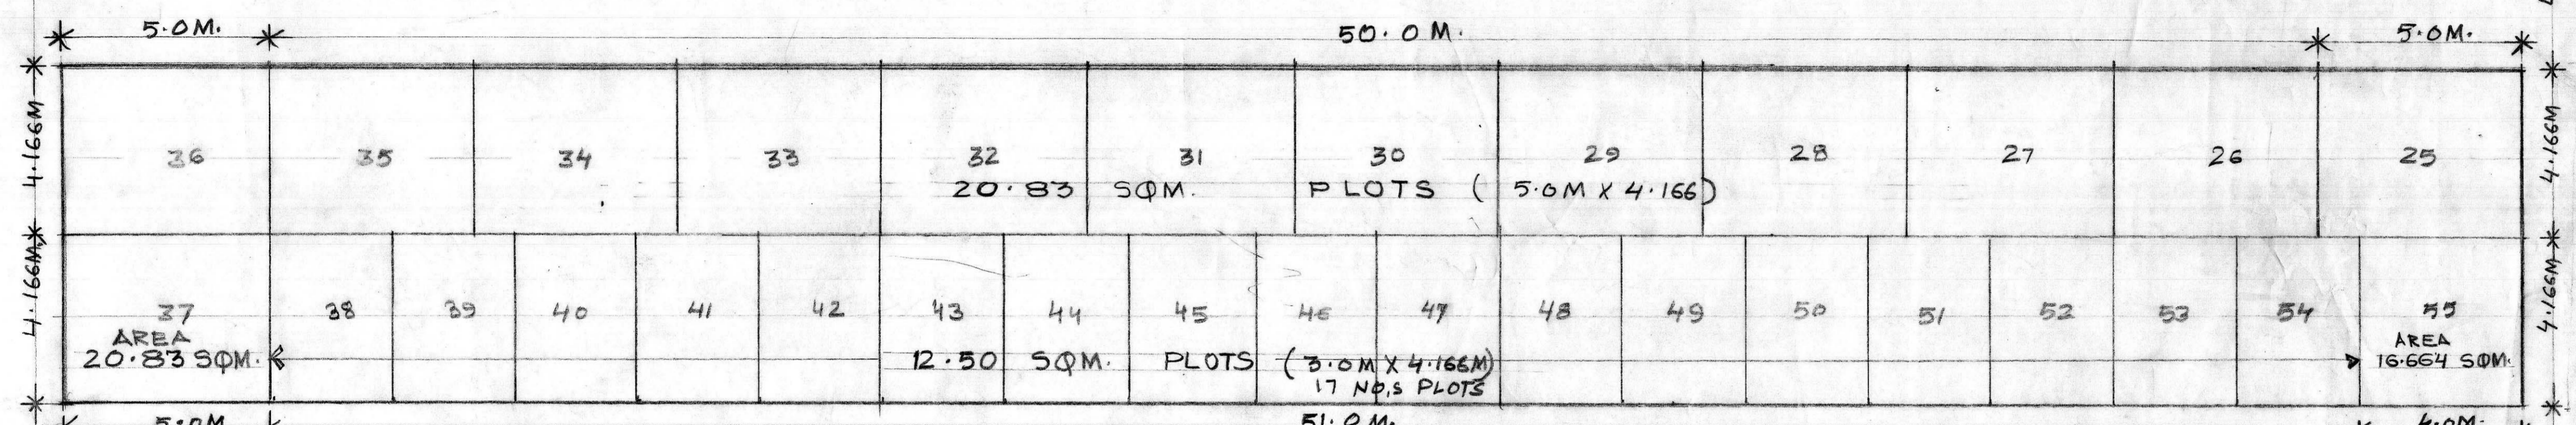 5.0M. 50.0M. 5.0M.
4.166M
36 35 34 33 32 31 30 29 28 27 26 25
20.83 SQM. PLOTS ( 5.0M X 4.166)
4.166M
4.166M
37 38 39 40 41 42 43 44 45 46 47 48 49 50 51 52 53 54 55
AREA
20.83 SQM.
12.50 SQM. PLOTS (3.0M X 4.166M)
17 NO,S PLOTS
AREA
16.664 SQM.
4.166M
5.0M 51.0M. 4.0M.